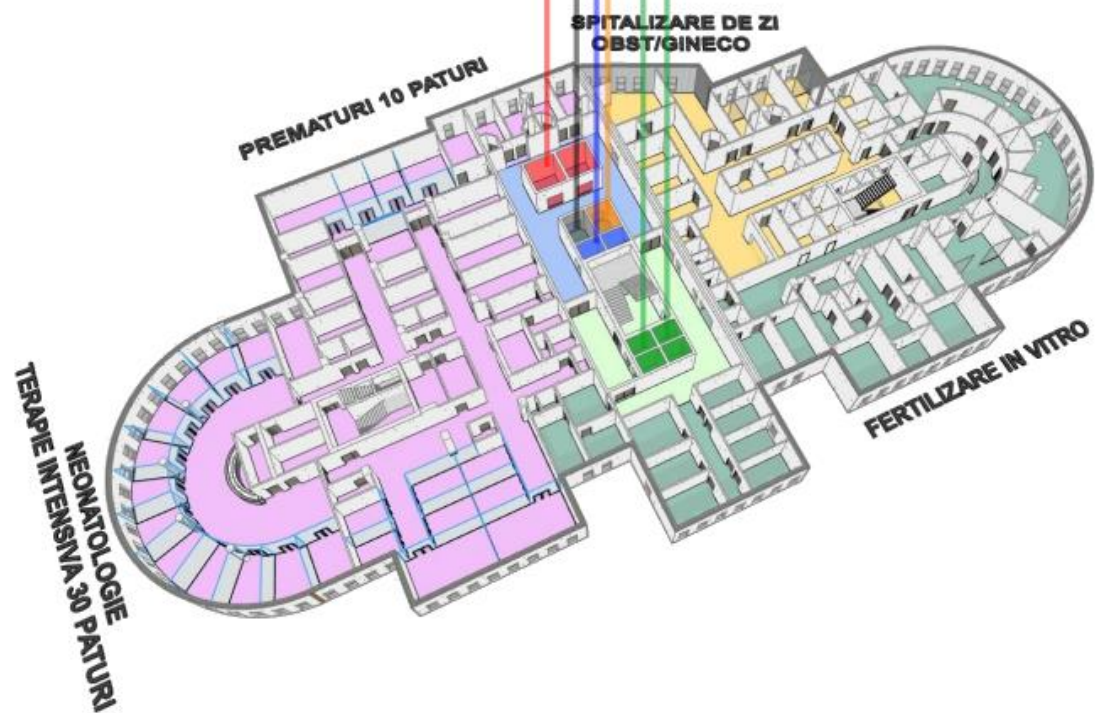 SPITALIZARE DE ZI
OBST/GINECO
PREMATURI 10 PATURI
FERTILIZARE IN VITRO
NEONATOLOGIE
TERAPIE INTENSIVA 30 PATURI